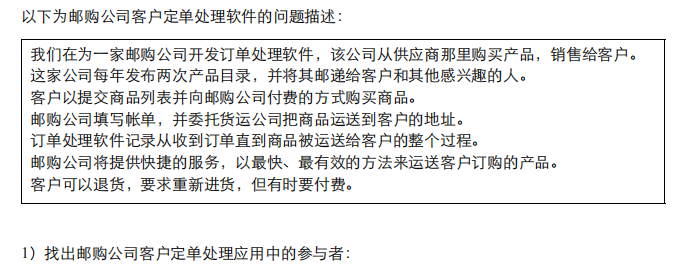 以下为邮购公司客户定单处理软件的问题描述：
我们在为一家邮购公司开发订单处理软件，该公司从供应商那里购买产品，销售给客户。
这家公司每年发布两次产品目录，并将其邮递给客户和其他感兴趣的人。
客户以提交商品列表并向邮购公司付费的方式购买商品。
邮购公司填写帐单，并委托货运公司把商品运送到客户的地址。
订单处理软件记录从收到订单直到商品被运送给客户的整个过程。
邮购公司将提供快捷的服务，以最快、最有效的方法来运送客户订购的产品。
客户可以退货，要求重新进货，但有时要付费。
1）找出邮购公司客户定单处理应用中的参与者：